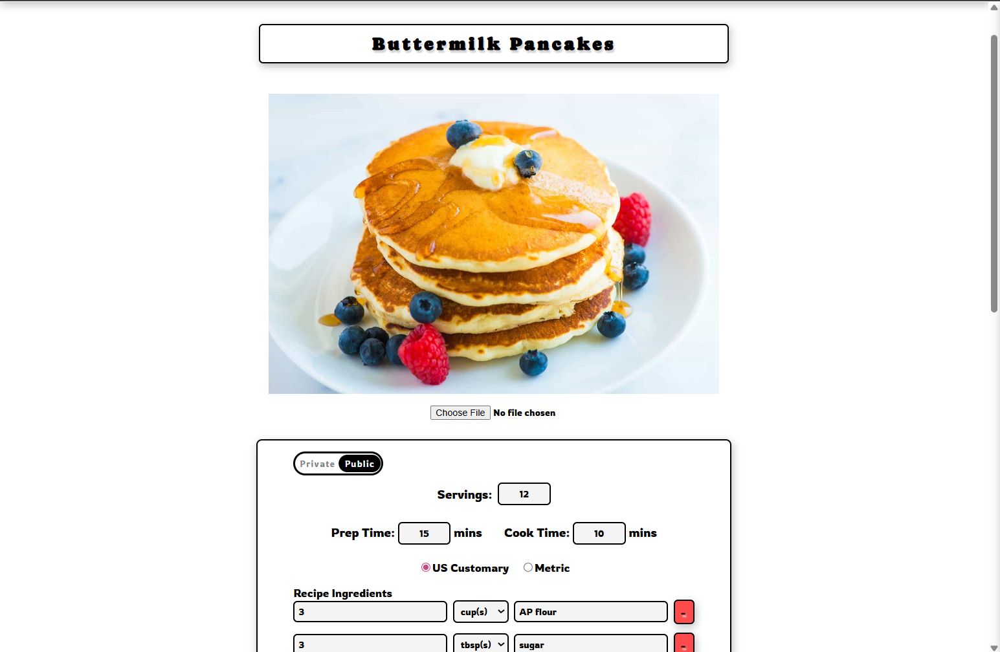 Buttermilk Pancakes
Choose File No file chosen
Private Public
Servings: 12
Prep Time: 15 mins Cook Time: 10 mins
US Customary Metric
Recipe Ingredients
3 cup(s) AP flour -
3 tbsp(s) sugar -